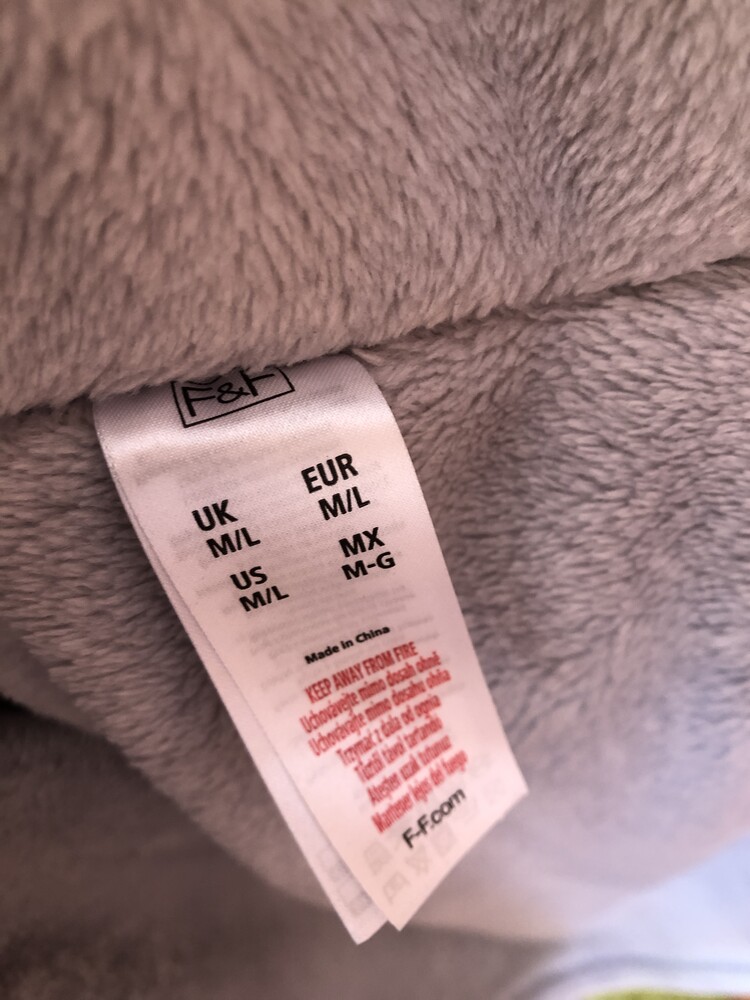 F&F
UK
M/L
EUR
M/L
US
M/L
MX
M-G
Made in China
KEEP AWAY FROM FIRE
Uchovávejte mimo dosah ohně
Uchovávajte mimo dosahu ohňa
Trzymać z dala od ognia
Tűztől távol tartandó
Atesten uzak tutunuz
Mantener lejos del fuego
F-F.com